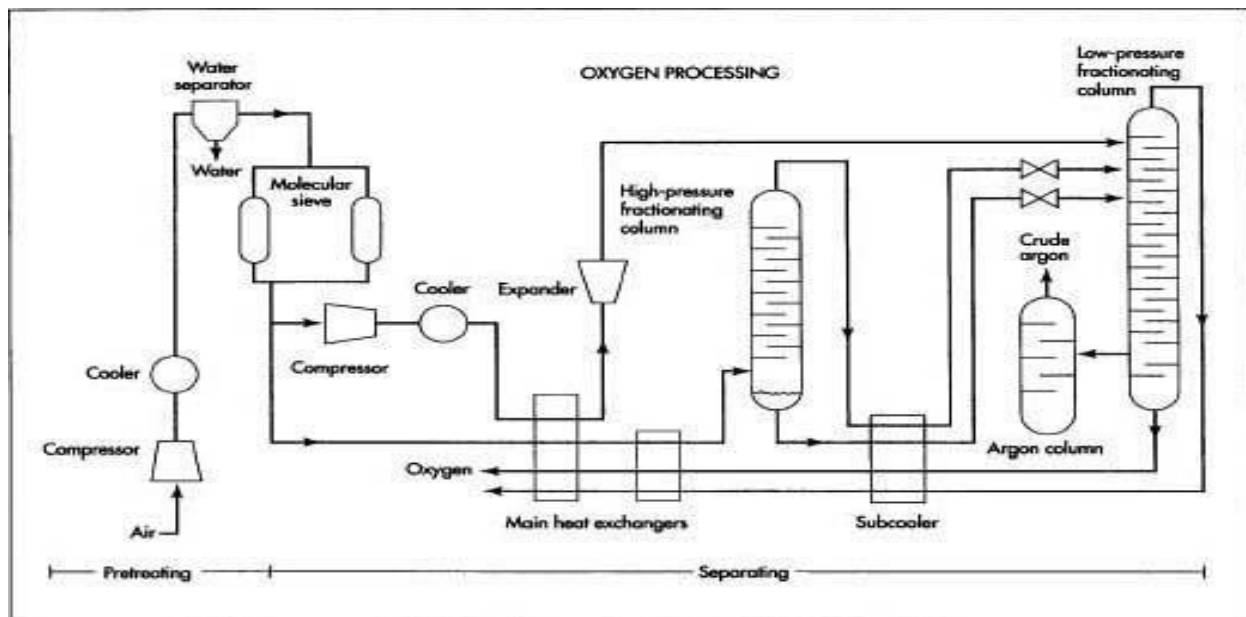 OXYGEN PROCESSING
Water
separator
Water
Molecular
sieve
Cooler
Compressor
Air
Compressor
Cooler
Expander
High-pressure
fractionating
column
Low-pressure
fractionating
column
Crude
argon
Argon column
Oxygen
Main heat exchangers
Subcooler
Pretreating
Separating